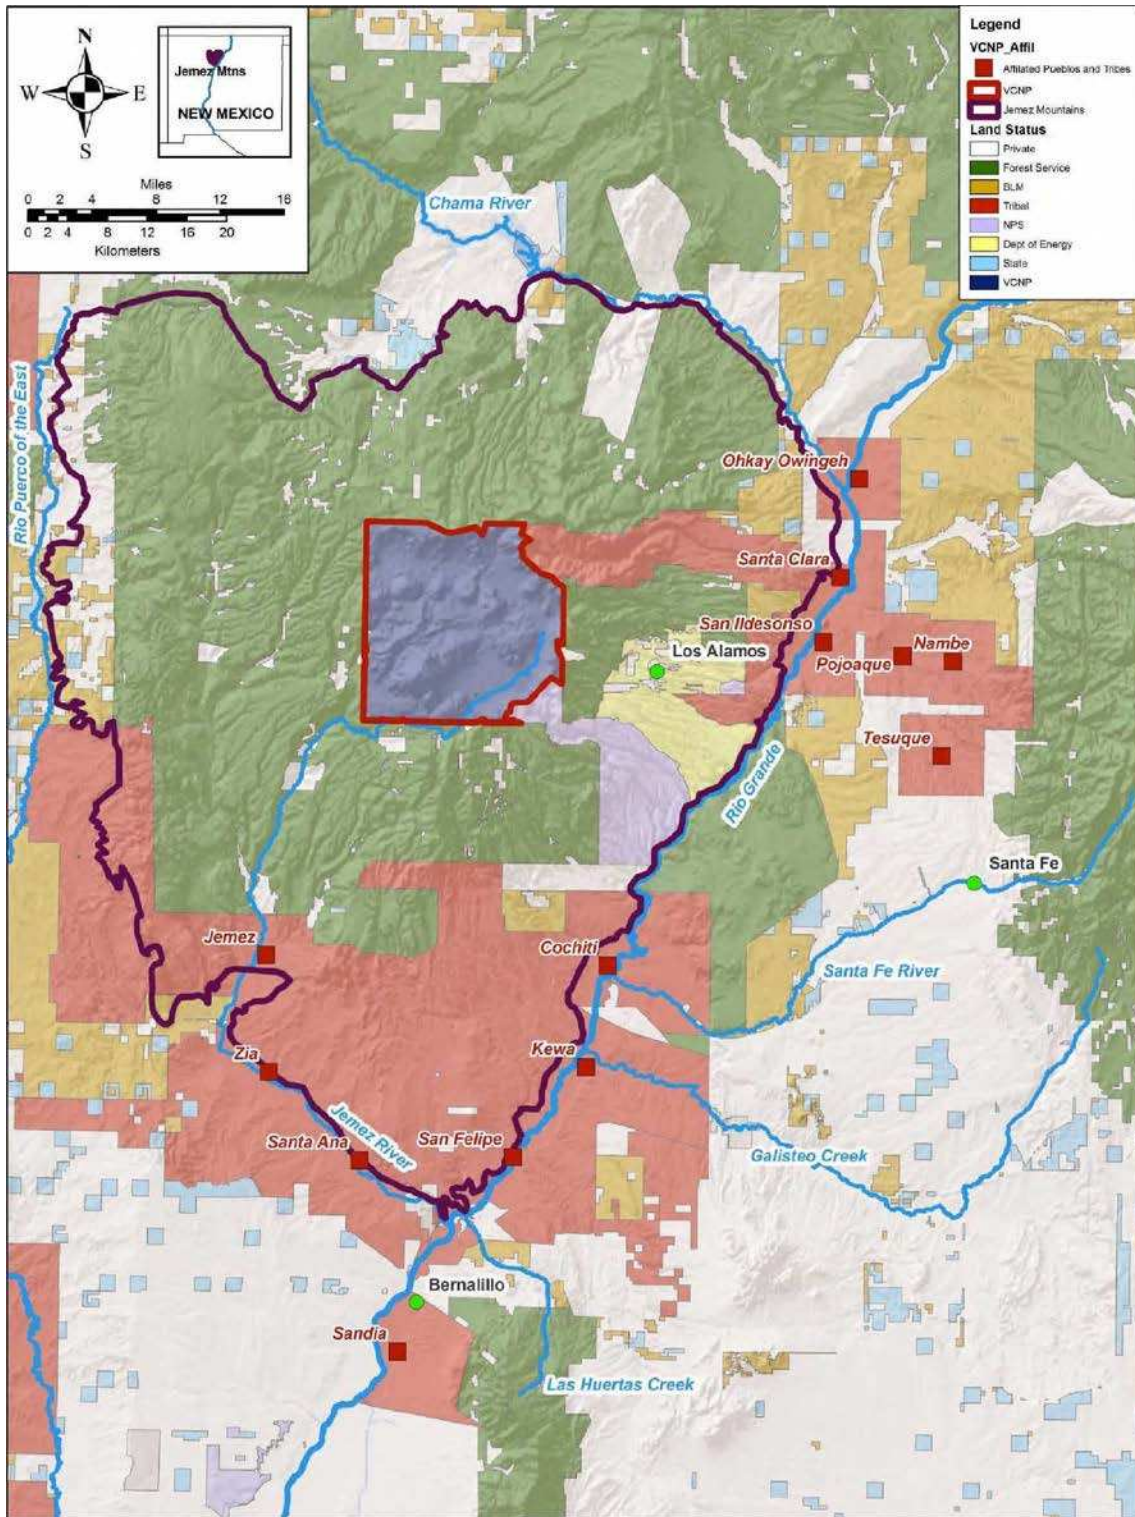 N
W
E
S
Jemez Mtns
NEW MEXICO
Miles
0 2 4 6 8 12 16
0 2 4 8 12 16 20
Kilometers
Legend
VCNP_Affil
Affiliated Pueblos and Tribes
VCNP
Jemez Mountains
Land Status
Private
Forest Service
BLM
Tribal
NPS
Dept of Energy
State
VCNP
Chama River
Rio Puerco of the East
Ohkay Owingeh
Santa Clara
San Ildesonso
Los Alamos
Pojoaque
Nambe
Tesuque
Rio Grande
Santa Fe
Jemez
Cochiti
Santa Fe River
Zia
Kewa
Jemez River
Santa Ana
San Felipe
Galisteo Creek
Bernalillo
Sandia
Las Huertas Creek